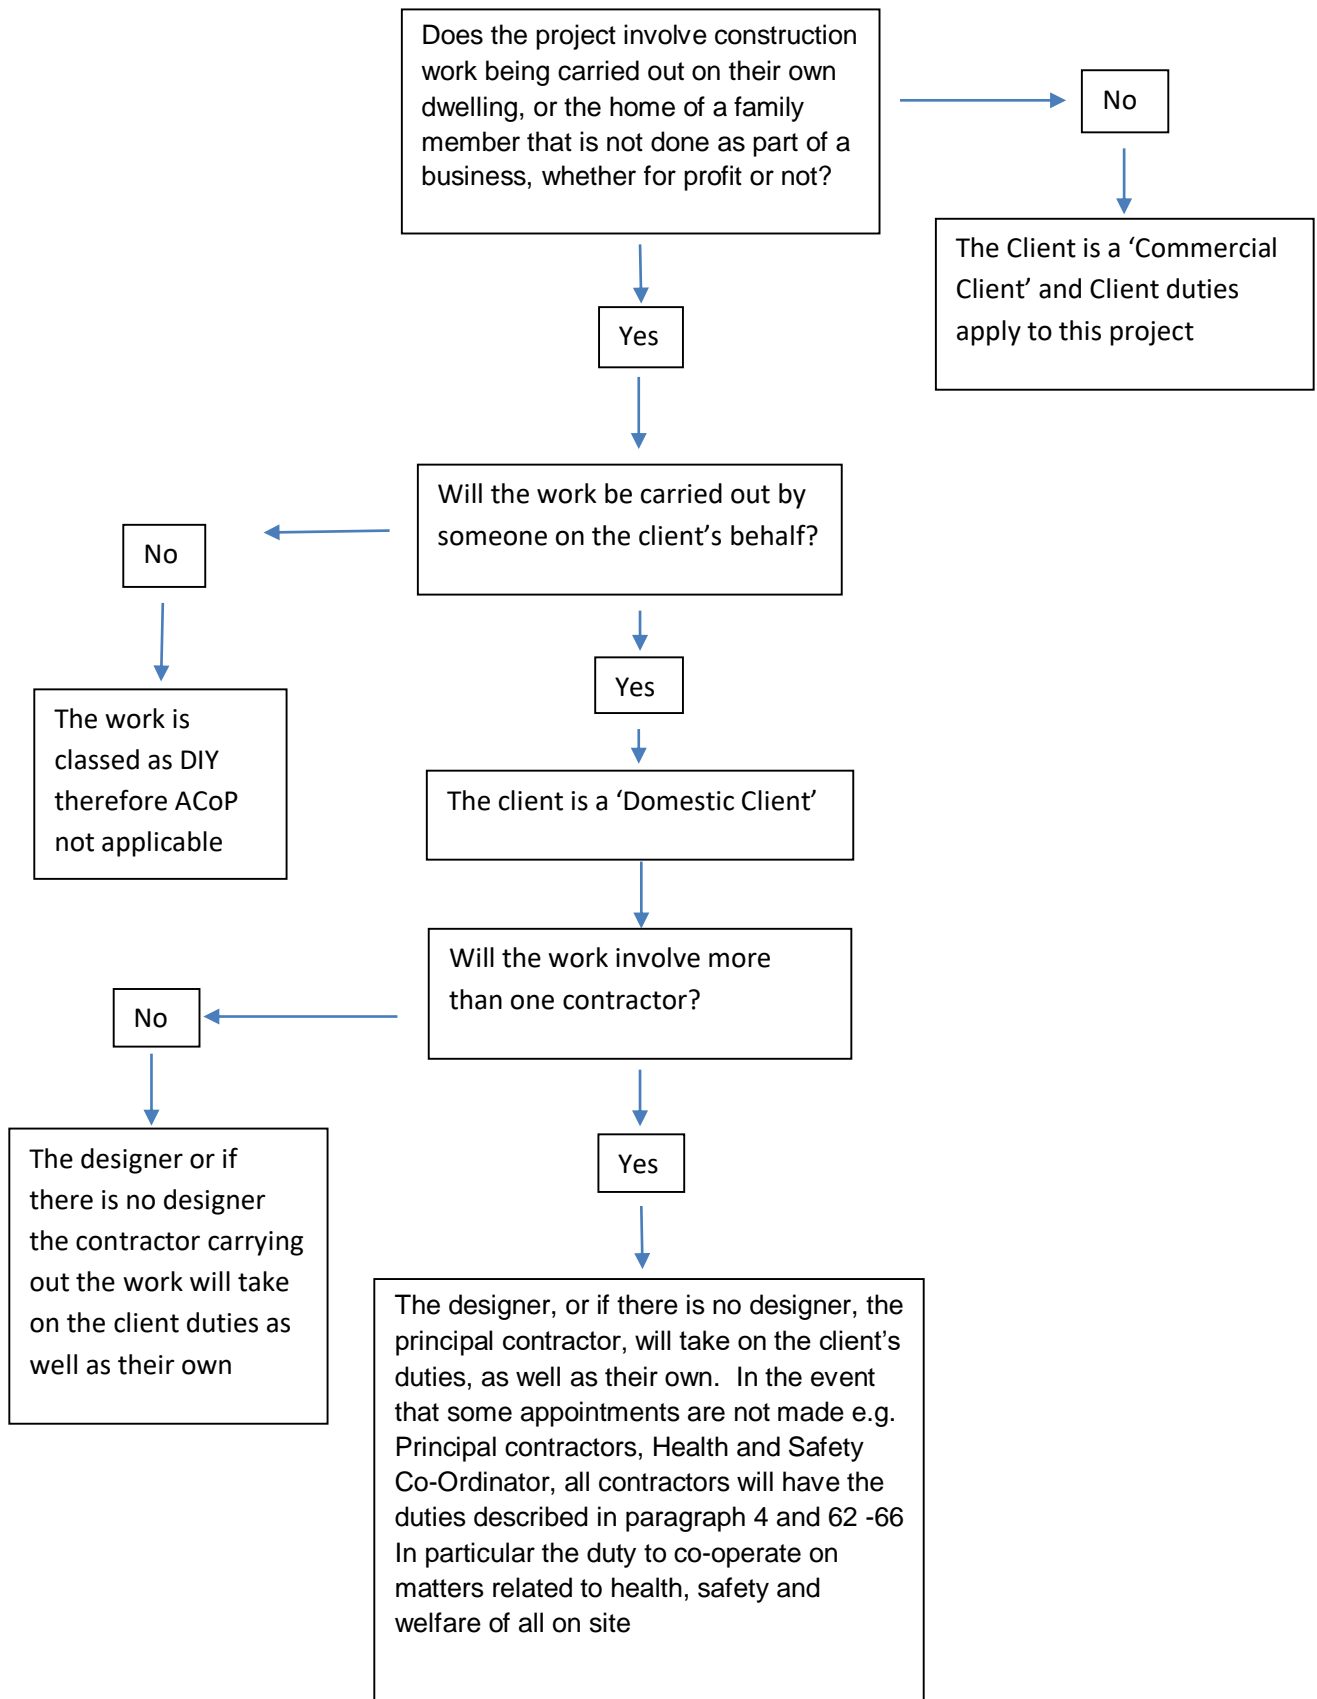 Does the project involve construction
work being carried out on their own
dwelling, or the home of a family
member that is not done as part of a
business, whether for profit or not?
No
The Client is a ‘Commercial
Client’ and Client duties
apply to this project
Yes
Will the work be carried out by
someone on the client’s behalf?
No
The work is
classed as DIY
therefore ACoP
not applicable
Yes
The client is a ‘Domestic Client’
Will the work involve more
than one contractor?
No
The designer or if
there is no designer
the contractor carrying
out the work will take
on the client duties as
well as their own
Yes
The designer, or if there is no designer, the
principal contractor, will take on the client’s
duties, as well as their own.  In the event
that some appointments are not made e.g.
Principal contractors, Health and Safety
Co-Ordinator, all contractors will have the
duties described in paragraph 4 and 62 -66
In particular the duty to co-operate on
matters related to health, safety and
welfare of all on site